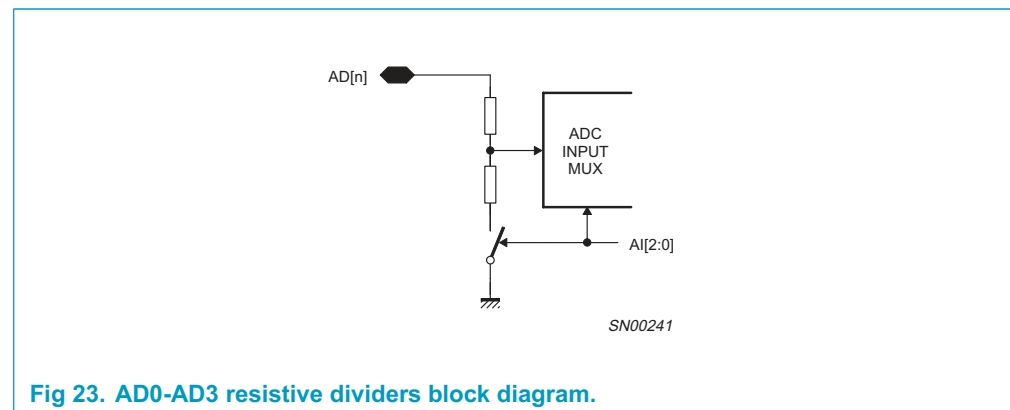 AD[n]
ADC
INPUT
MUX
AI[2:0]
SN00241
Fig 23. AD0-AD3 resistive dividers block diagram.